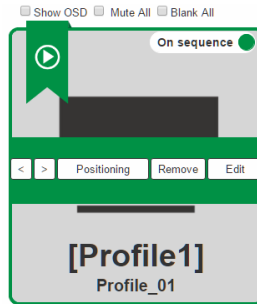 Show OSD Mute All Blank All
On sequence
< > Positioning Remove Edit
[Profile1]
Profile_01